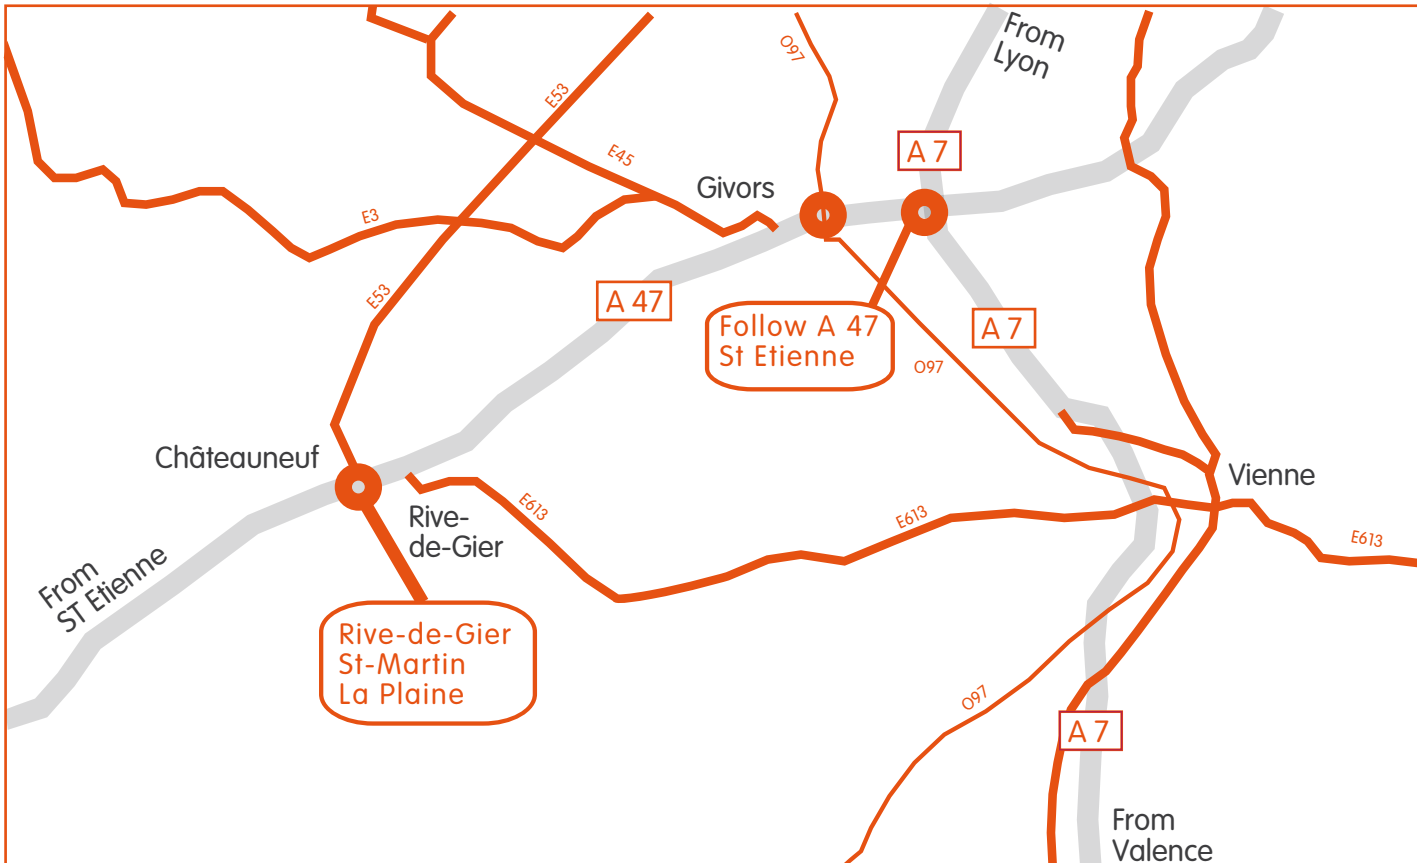 From
Lyon
O97
E53
A 7
E45
Givors
E3
E53
A 47
Follow A 47
St Etienne
A 7
O97
Châteauneuf
Vienne
Rive-
de-Gier
E613
E613
E613
From
ST Etienne
Rive-de-Gier
St-Martin
La Plaine
O97
A 7
From
Valence